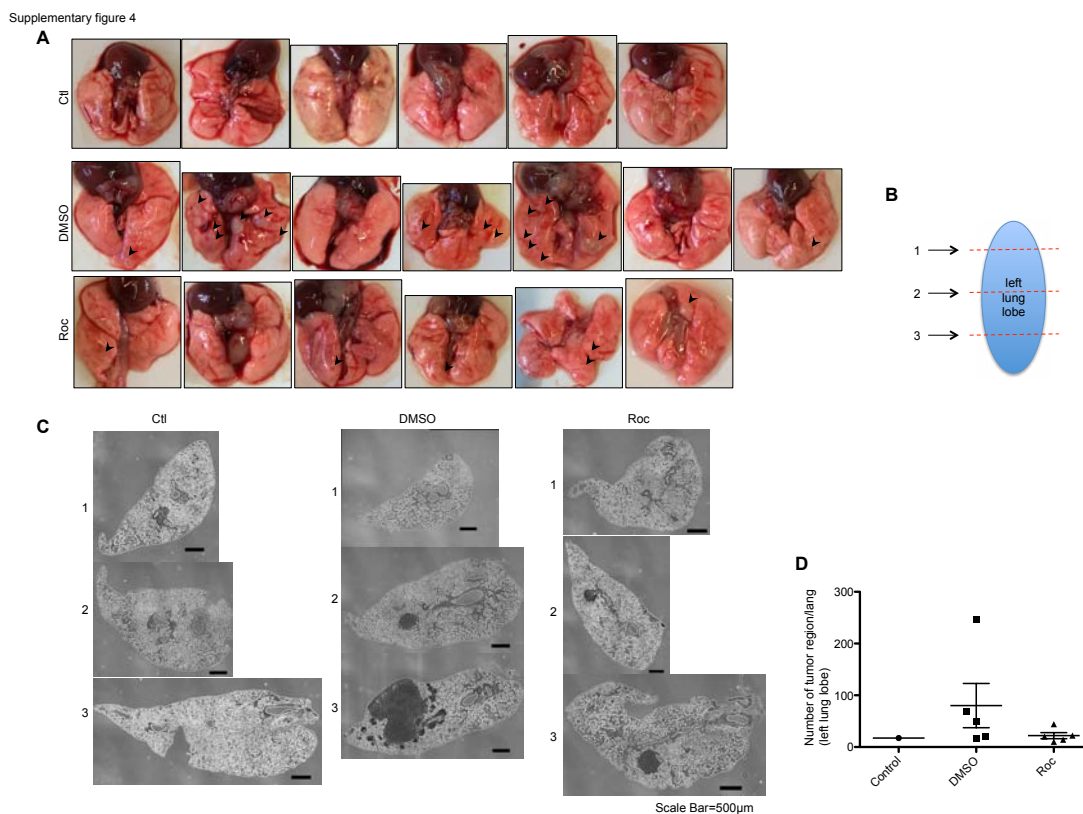 Supplementary figure 4
A
Ctl
DMSO
Roc
B
1
2
3
left
lung
lobe
C
Ctl
DMSO
Roc
1
2
3
1
2
3
1
2
3
Scale Bar=500μm
D
Number of tumor region/lang
(left lung lobe)
300
200
100
0
Control
DMSO
Roc